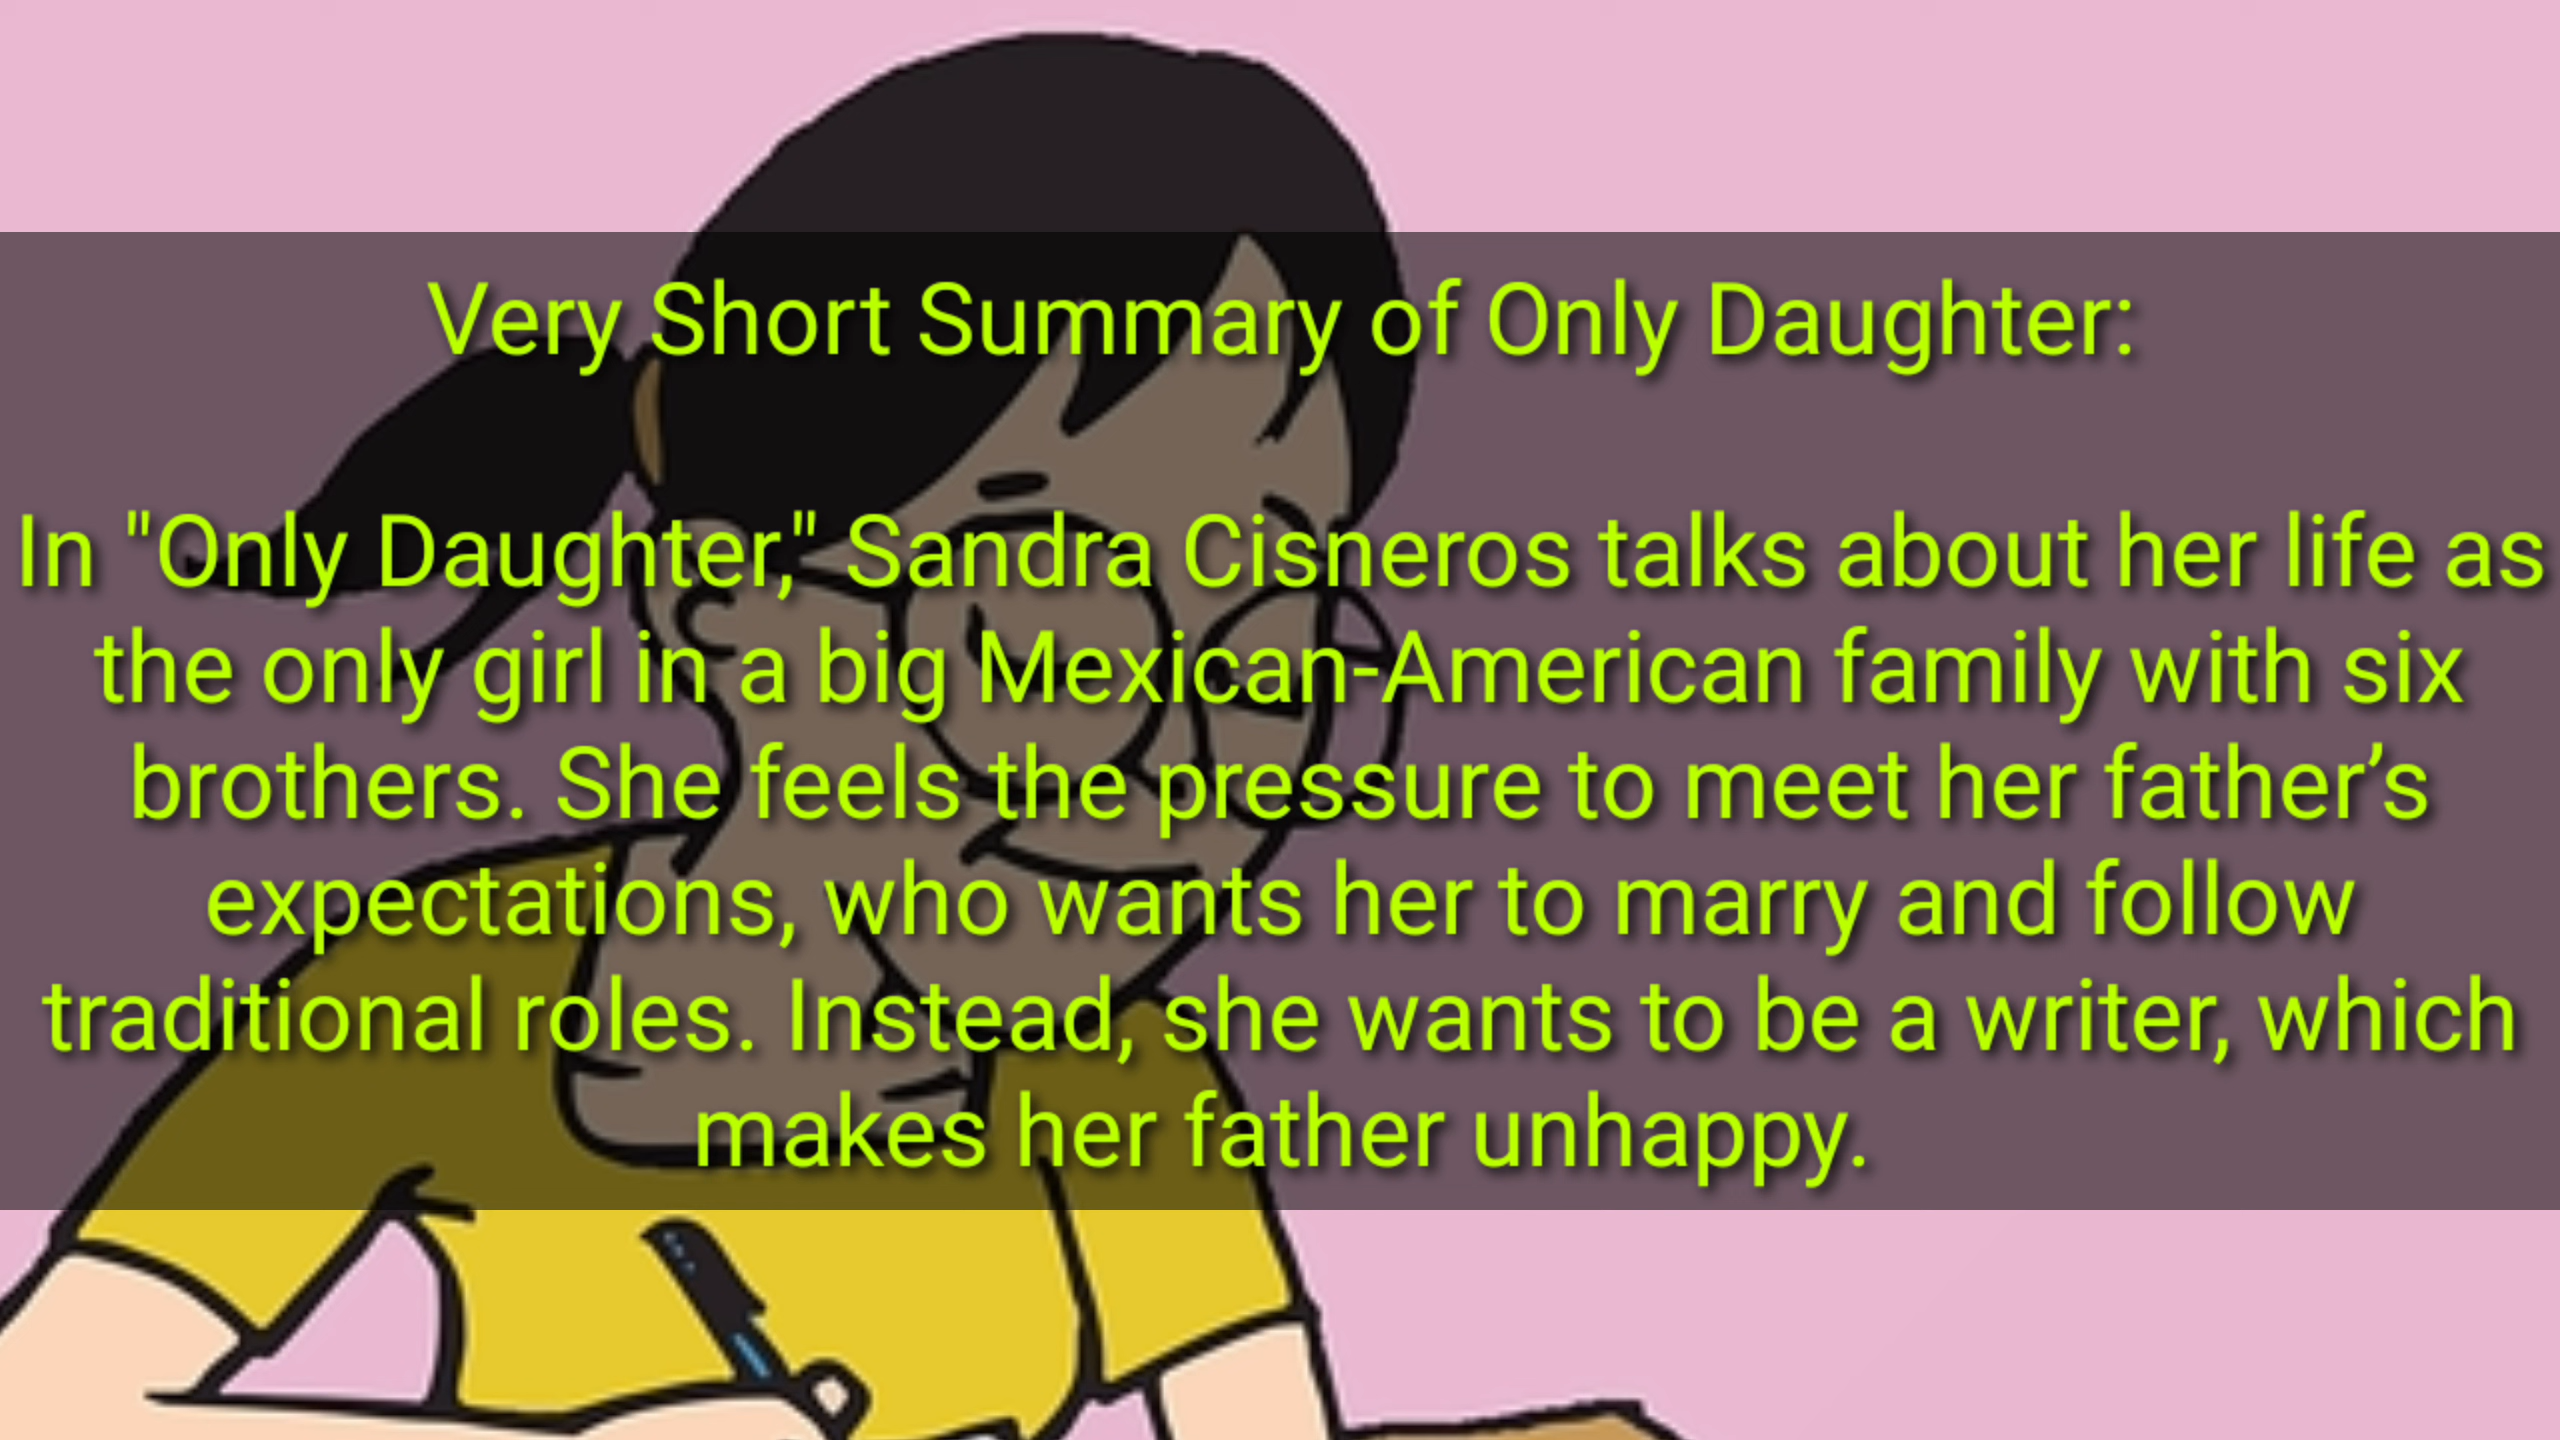 Very Short Summary of Only Daughter:
In "Only Daughter," Sandra Cisneros talks about her life as
the only girl in a big Mexican-American family with six
brothers. She feels the pressure to meet her father’s
expectations, who wants her to marry and follow
traditional roles. Instead, she wants to be a writer, which
makes her father unhappy.